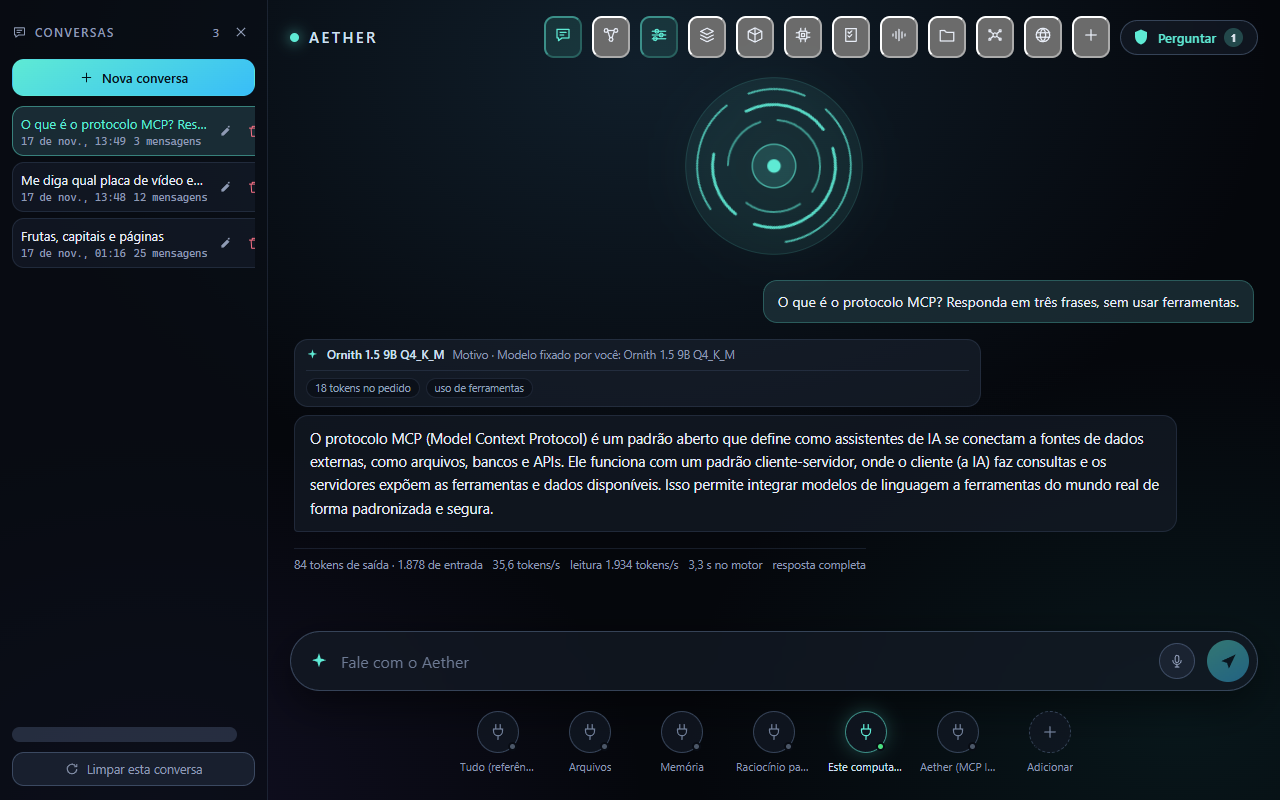 CONVERSAS 3
Nova conversa
O que é o protocolo MCP? Res...
17 de nov., 13:49 3 mensagens
Me diga qual placa de vídeo e...
17 de nov., 13:48 12 mensagens
Frutas, capitais e páginas
17 de nov., 01:16 25 mensagens
Limpar esta conversa
AETHER
Perguntar 1
O que é o protocolo MCP? Responda em três frases, sem usar ferramentas.
Ornith 1.5 9B Q4_K_M Motivo · Modelo fixado por você: Ornith 1.5 9B Q4_K_M
18 tokens no pedido uso de ferramentas
O protocolo MCP (Model Context Protocol) é um padrão aberto que define como assistentes de IA se conectam a fontes de dados
externas, como arquivos, bancos e APIs. Ele funciona com um padrão cliente-servidor, onde o cliente (a IA) faz consultas e os
servidores expõem as ferramentas e dados disponíveis. Isso permite integrar modelos de linguagem a ferramentas do mundo real de
forma padronizada e segura.
84 tokens de saída · 1.878 de entrada 35,6 tokens/s leitura 1.934 tokens/s 3,3 s no motor resposta completa
Fale com o Aether
Tudo (referên... Arquivos Memória Raciocínio pa... Este computa... Aether (MCP l... Adicionar